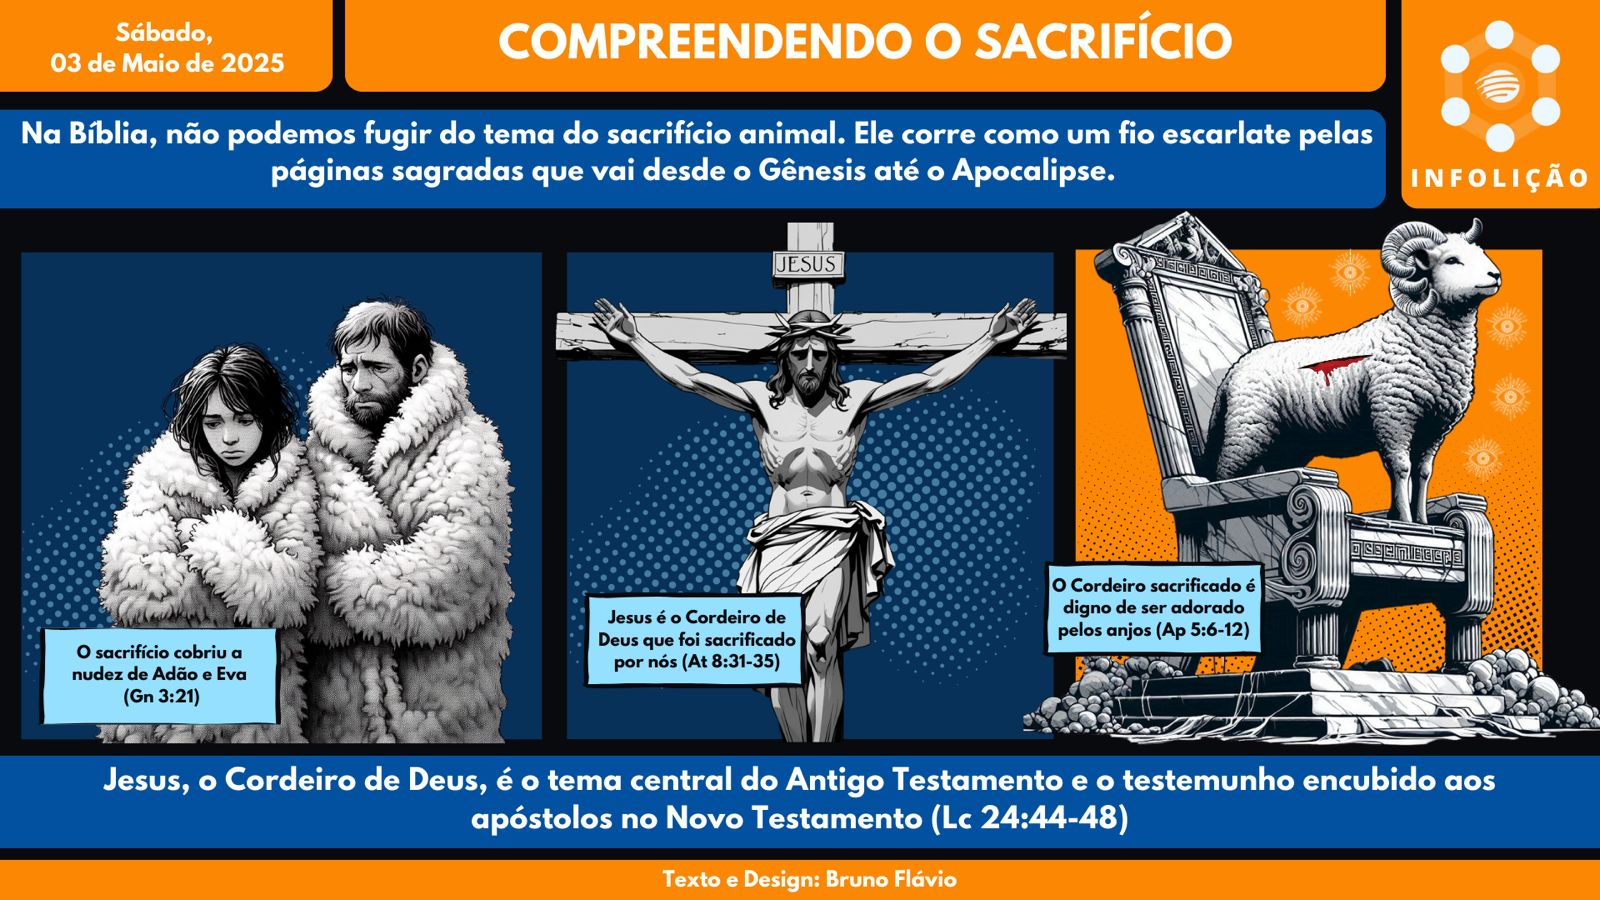 Sábado,
03 de Maio de 2025
COMPREENDENDO O SACRIFÍCIO
INFOLIÇÃO
Na Bíblia, não podemos fugir do tema do sacrifício animal. Ele corre como um fio escarlate pelas
páginas sagradas que vai desde o Gênesis até o Apocalipse.
JESUS
O sacrifício cobriu a
nudez de Adão e Eva
(Gn 3:21)
Jesus é o Cordeiro de
Deus que foi sacrificado
por nós (At 8:31-35)
O Cordeiro sacrificado é
digno de ser adorado
pelos anjos (Ap 5:6-12)
Jesus, o Cordeiro de Deus, é o tema central do Antigo Testamento e o testemunho encubido aos
apóstolos no Novo Testamento (Lc 24:44-48)
Texto e Design: Bruno Flávio